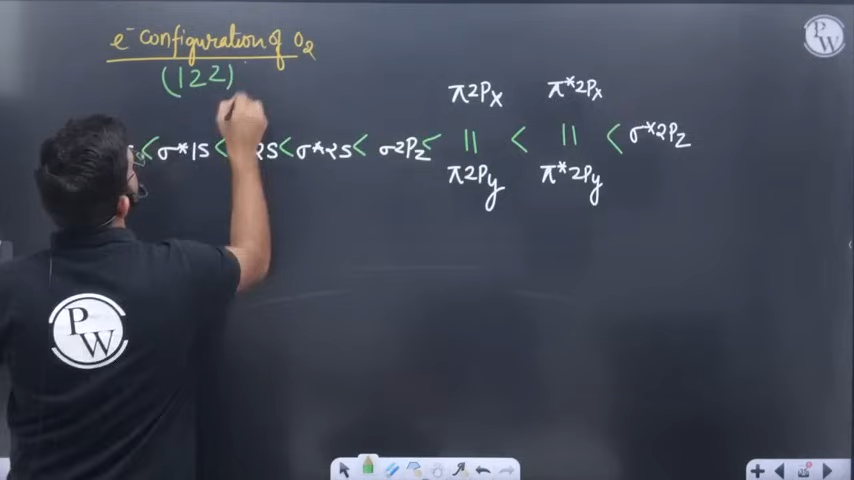 e⁻ configuration of O₂
(122)
π2Px π*2Px
< σ*1S < 2S < σ*2S < σ2Pz < || < || < σ*2Pz
π2Py π*2Py
PW
PW